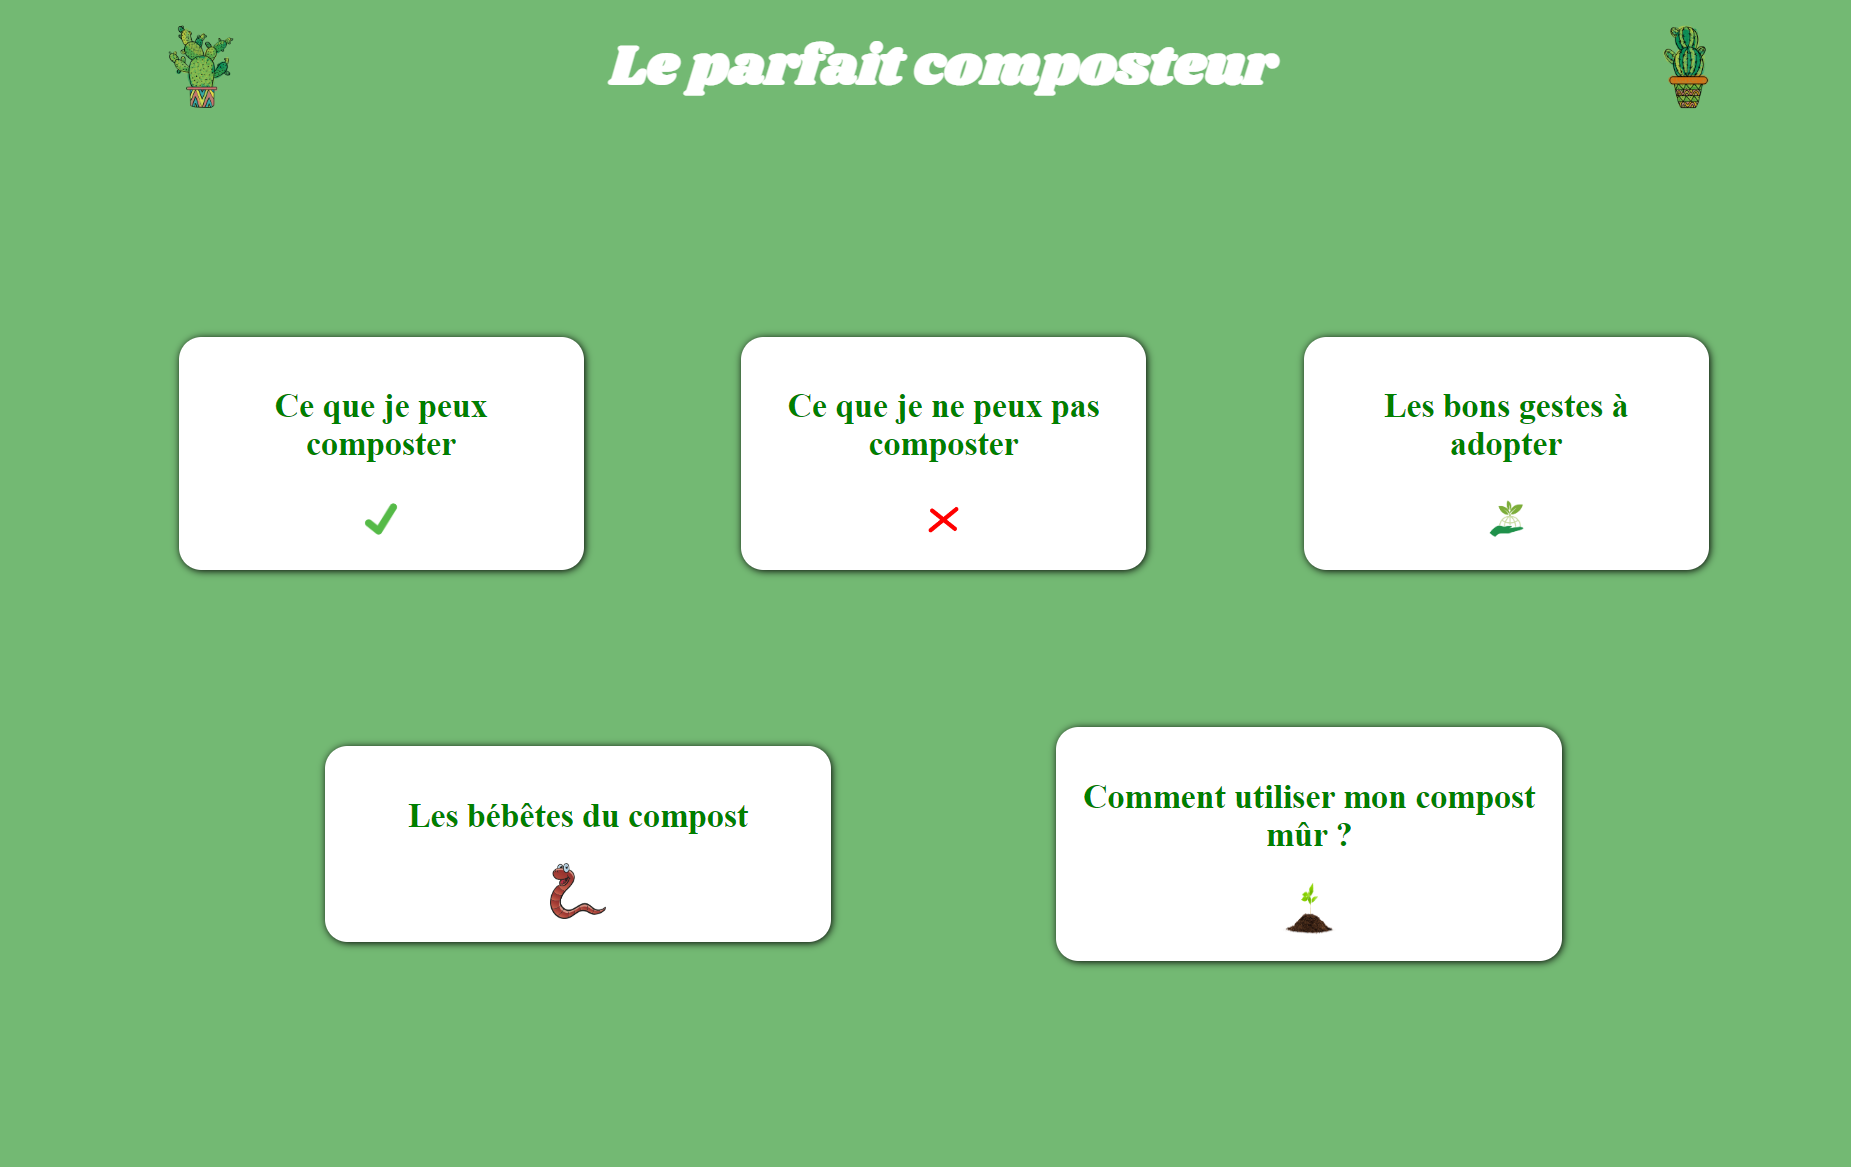 Le parfait composteur
Ce que je peux
composter
Ce que je ne peux pas
composter
Les bons gestes à
adopter
Les bébêtes du compost
Comment utiliser mon compost
mûr ?